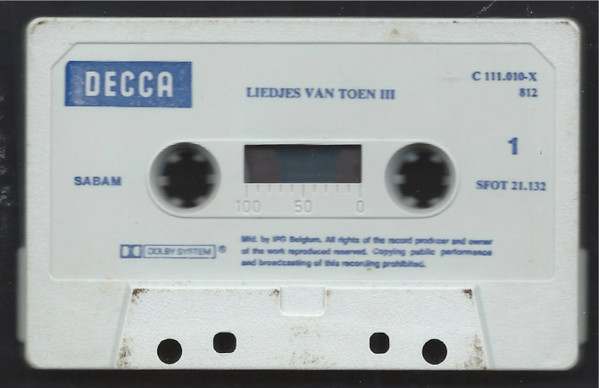 DECCA
LIEDJES VAN TOEN III
C 111.010-X
812
1
SABAM
SFOT 21.132
100 50 0
DOLBY SYSTEM ®
Mfd. by IPG Belgium. All rights of the record producer and owner
of the work reproduced reserved. Copying public performance
and broadcasting of this recording prohibited.